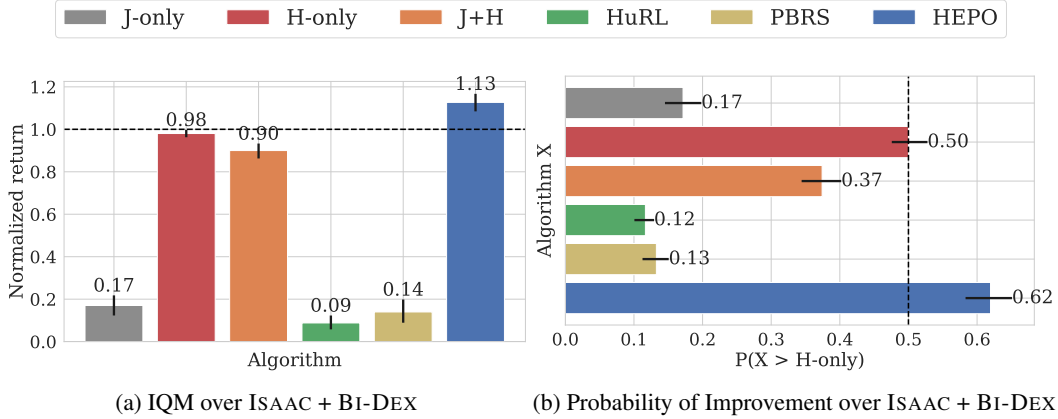 J-only H-only J+H HuRL PBRS HEPO
Normalized return
1.2
1.0
0.8
0.6
0.4
0.2
0.0
0.17
0.98
0.90
0.09
0.14
1.13
Algorithm
(a) IQM over ISAAC + BI-DEX
Algorithm X
0.17
0.50
0.37
0.12
0.13
0.62
0.0 0.1 0.2 0.3 0.4 0.5 0.6
P(X > H-only)
(b) Probability of Improvement over ISAAC + BI-DEX